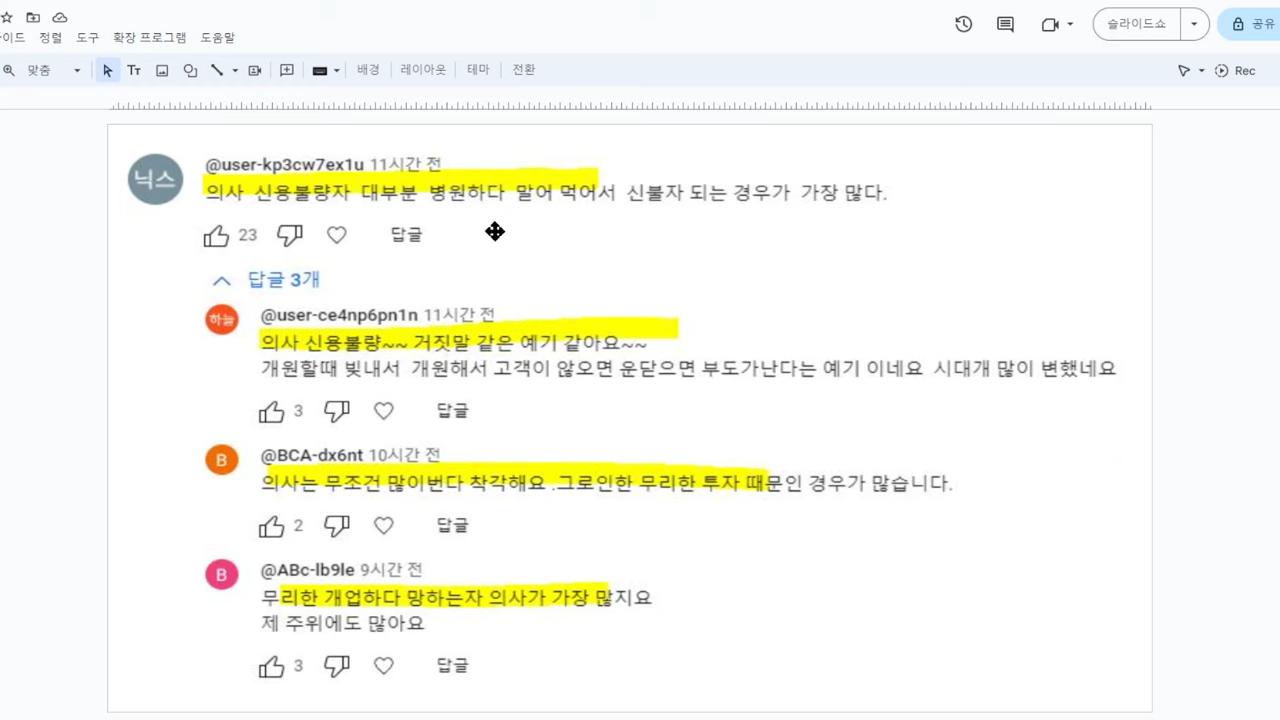 이드 정렬 도구 확장 프로그램 도움말
슬라이드쇼
공유
맞춤
Tт
배경 레이아웃 테마 전환
Rec
닉스
@user-kp3cw7ex1u 11시간 전
의사 신용불량자 대부분 병원하다 말어 먹어서 신불자 되는 경우가 가장 많다.
23 답글
답글 3개
하늘
@user-ce4np6pn1n 11시간 전
의사 신용불량~~ 거짓말 같은 예기 같아요~~
개원할때 빚내서 개원해서 고객이 않오면 운닫으면 부도가난다는 예기 이네요 시대개 많이 변했네요
3 답글
B
@BCA-dx6nt 10시간 전
의사는 무조건 많이번다 착각해요 .그로인한 무리한 투자 때문인 경우가 많습니다.
2 답글
B
@ABc-lb9le 9시간 전
무리한 개업하다 망하는자 의사가 가장 많지요
제 주위에도 많아요
3 답글